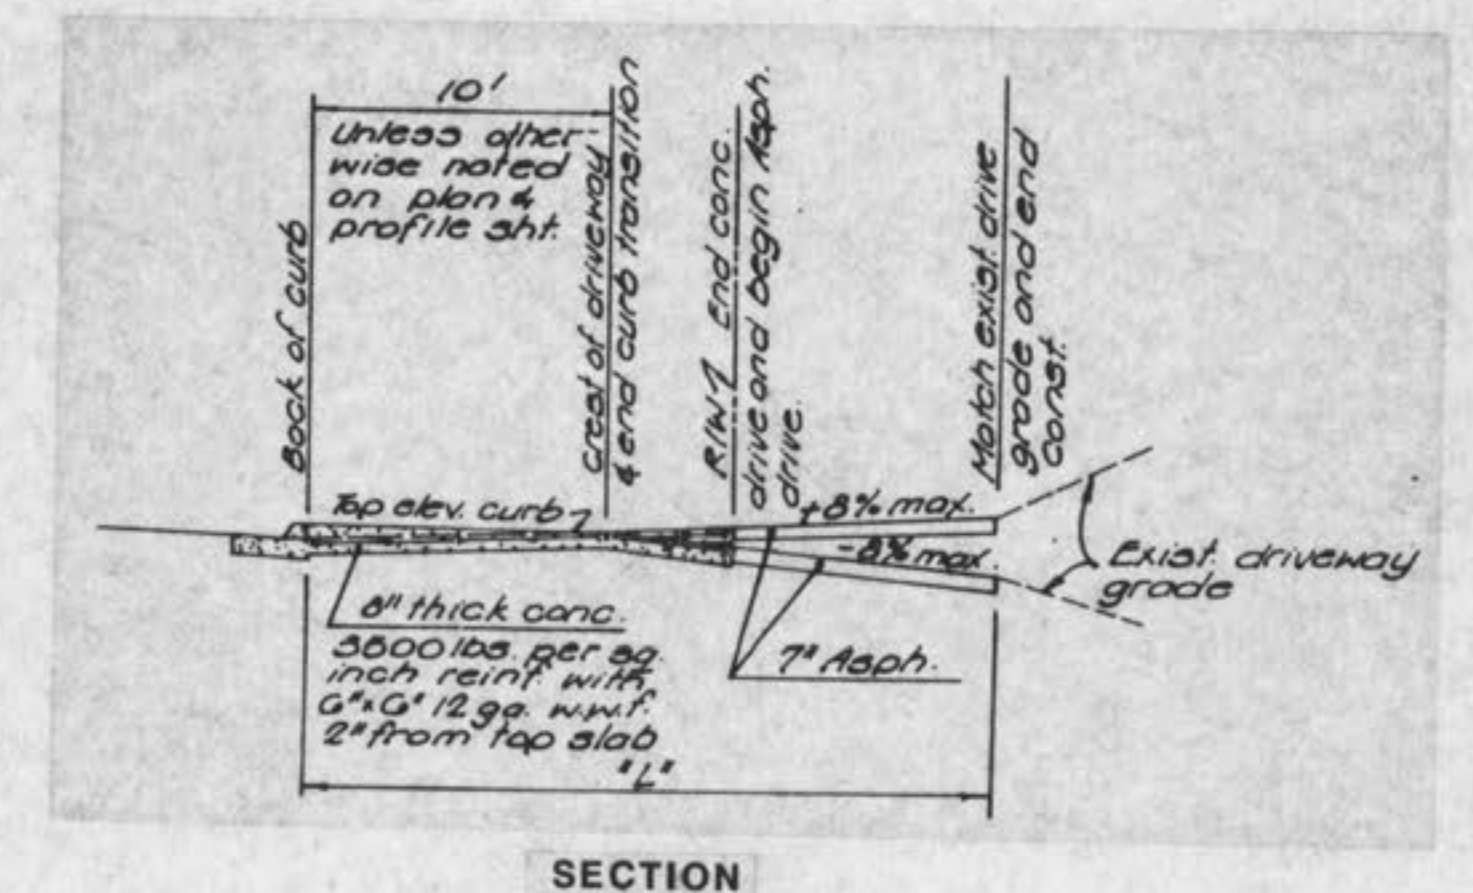 10'
Unless other-
wise noted
on plan &
profile sht.
Back of curb
Crest of driveway
& end curb transition
R/W & End conc.
drive and begin Asph.
drive.
Match exist. drive
grade and end
Const.
Top elev. curb
+8% max.
-8% max.
Exist. driveway
grade
8" thick conc.
3500 lbs. per sq.
inch reinf. with
6"x6" 12 ga. w.w.f.
2" from top slab
7" Asph.
"L"
SECTION